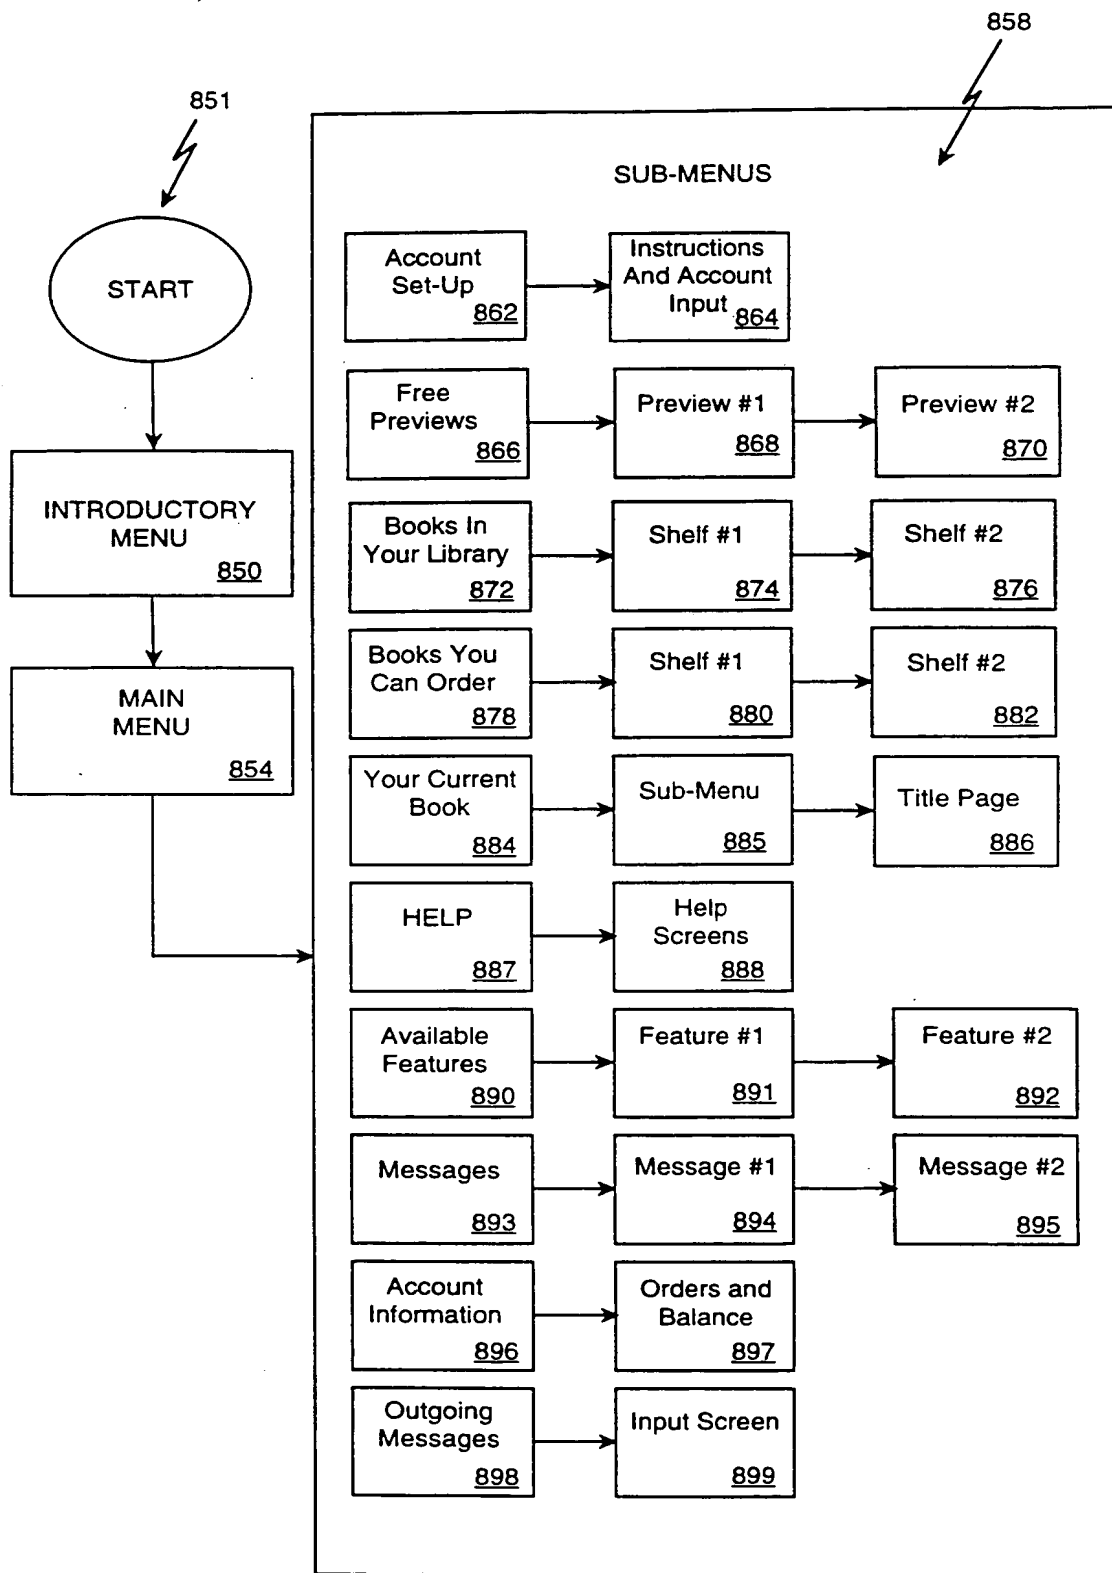 858
851
SUB-MENUS
START
INTRODUCTORY
MENU
850
MAIN
MENU
854
Account
Set-Up
862
Instructions
And Account
Input
864
Free
Previews
866
Preview #1
868
Preview #2
870
Books In
Your Library
872
Shelf #1
874
Shelf #2
876
Books You
Can Order
878
Shelf #1
880
Shelf #2
882
Your Current
Book
884
Sub-Menu
885
Title Page
886
HELP
887
Help
Screens
888
Available
Features
890
Feature #1
891
Feature #2
892
Messages
893
Message #1
894
Message #2
895
Account
Information
896
Orders and
Balance
897
Outgoing
Messages
898
Input Screen
899